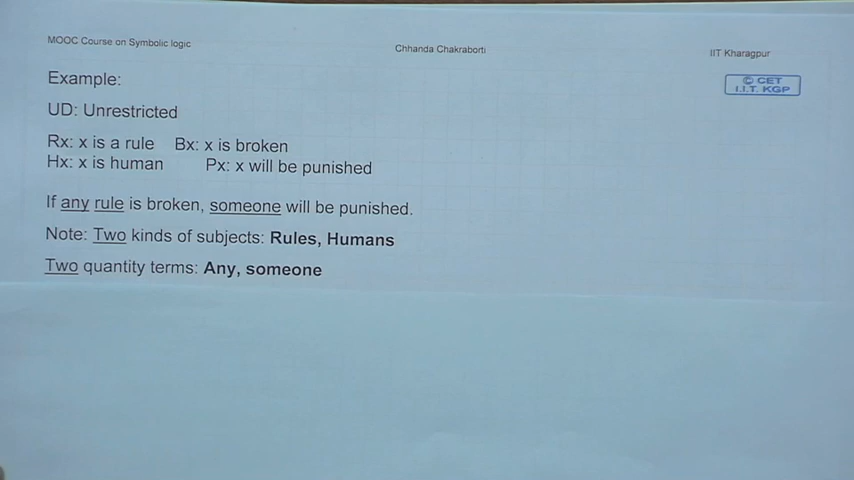 MOOC Course on Symbolic logic Chhanda Chakraborti IIT Kharagpur
© CET
I.I.T. KGP
Example:
UD: Unrestricted
Rx: x is a rule Bx: x is broken
Hx: x is human Px: x will be punished
If any rule is broken, someone will be punished.
Note: Two kinds of subjects: Rules, Humans
Two quantity terms: Any, someone